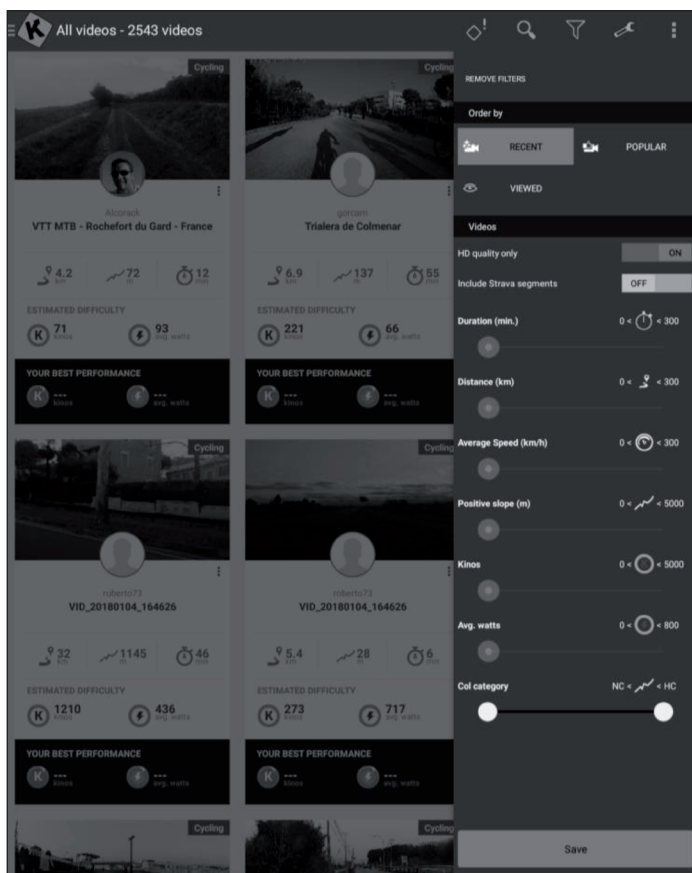 K All videos - 2543 videos
Cycling
Alcoraok
VTT MTB - Rochefort du Gard - France
4.2 km 72 m 12 min
ESTIMATED DIFFICULTY
K 71 kinos 93 avg. watts
YOUR BEST PERFORMANCE
K --- kinos --- avg. watts
Cycling
gorcam
Trialera de Colmenar
6.9 km 137 m 55 min
ESTIMATED DIFFICULTY
K 221 kinos 66 avg. watts
YOUR BEST PERFORMANCE
K --- kinos --- avg. watts
Cycling
ruberto73
VID_20180104_164626
32 km 1145 m 46 min
ESTIMATED DIFFICULTY
K 1210 kinos 436 avg. watts
YOUR BEST PERFORMANCE
K --- kinos --- avg. watts
Cycling
roberto73
VID_20180104_164626
5.4 km 28 m 6 min
ESTIMATED DIFFICULTY
K 273 kinos 717 avg. watts
YOUR BEST PERFORMANCE
K --- kinos --- avg. watts
Cycling
Cycling
REMOVE FILTERS
Order by
RECENT POPULAR
VIEWED
Videos
HD quality only ON
Include Strava segments OFF
Duration (min.) 0 < < 300
Distance (km) 0 < < 300
Average Speed (km/h) 0 < < 300
Positive slope (m) 0 < < 5000
Kinos 0 < < 5000
Avg. watts 0 < < 800
Col category NC < < HC
Save